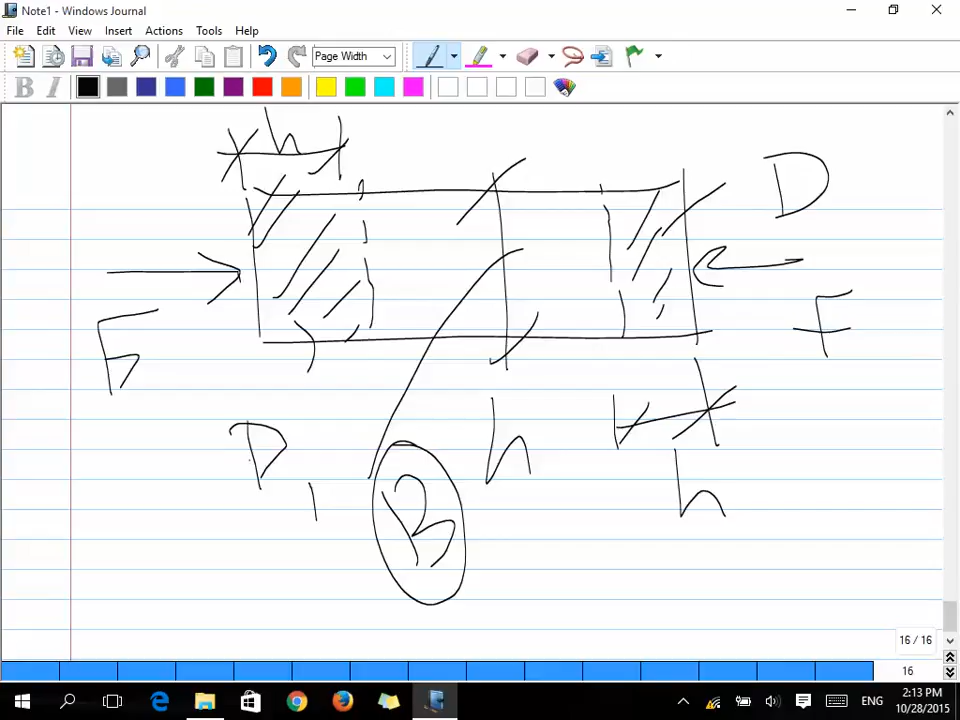 Note1 - Windows Journal
File Edit View Insert Actions Tools Help
Page Width
B I
h
D
F
F
D
h
h
B
1
16 / 16
16
ENG
2:13 PM
10/28/2015